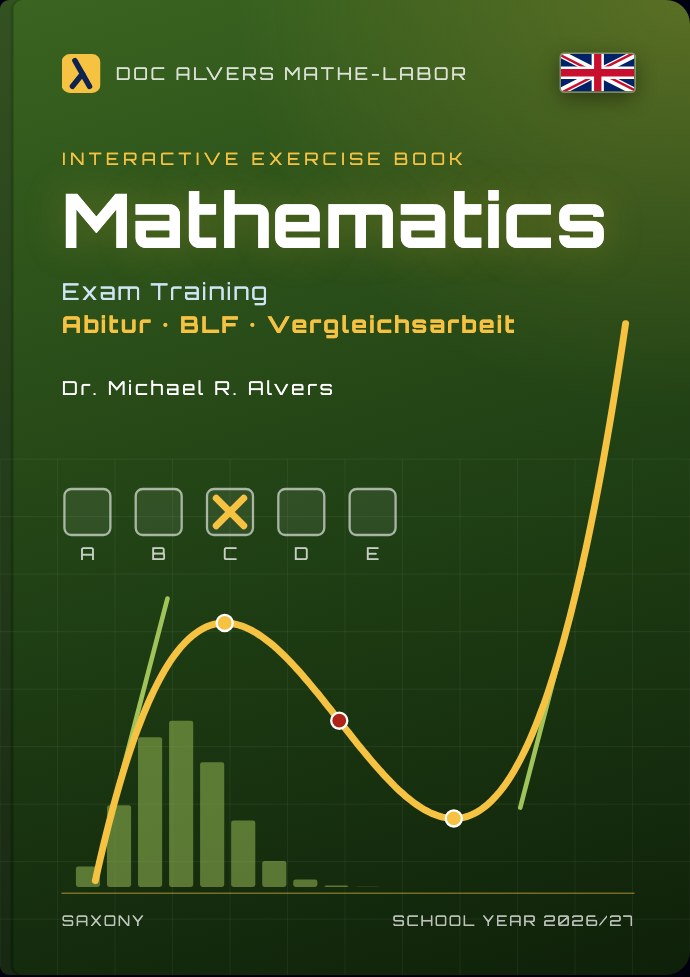 λ DOC ALVERS MATHE-LABOR
INTERACTIVE EXERCISE BOOK
Mathematics
Exam Training
Abitur · BLF · Vergleichsarbeit
Dr. Michael R. Alvers
A B C D E
SAXONY SCHOOL YEAR 2026/27